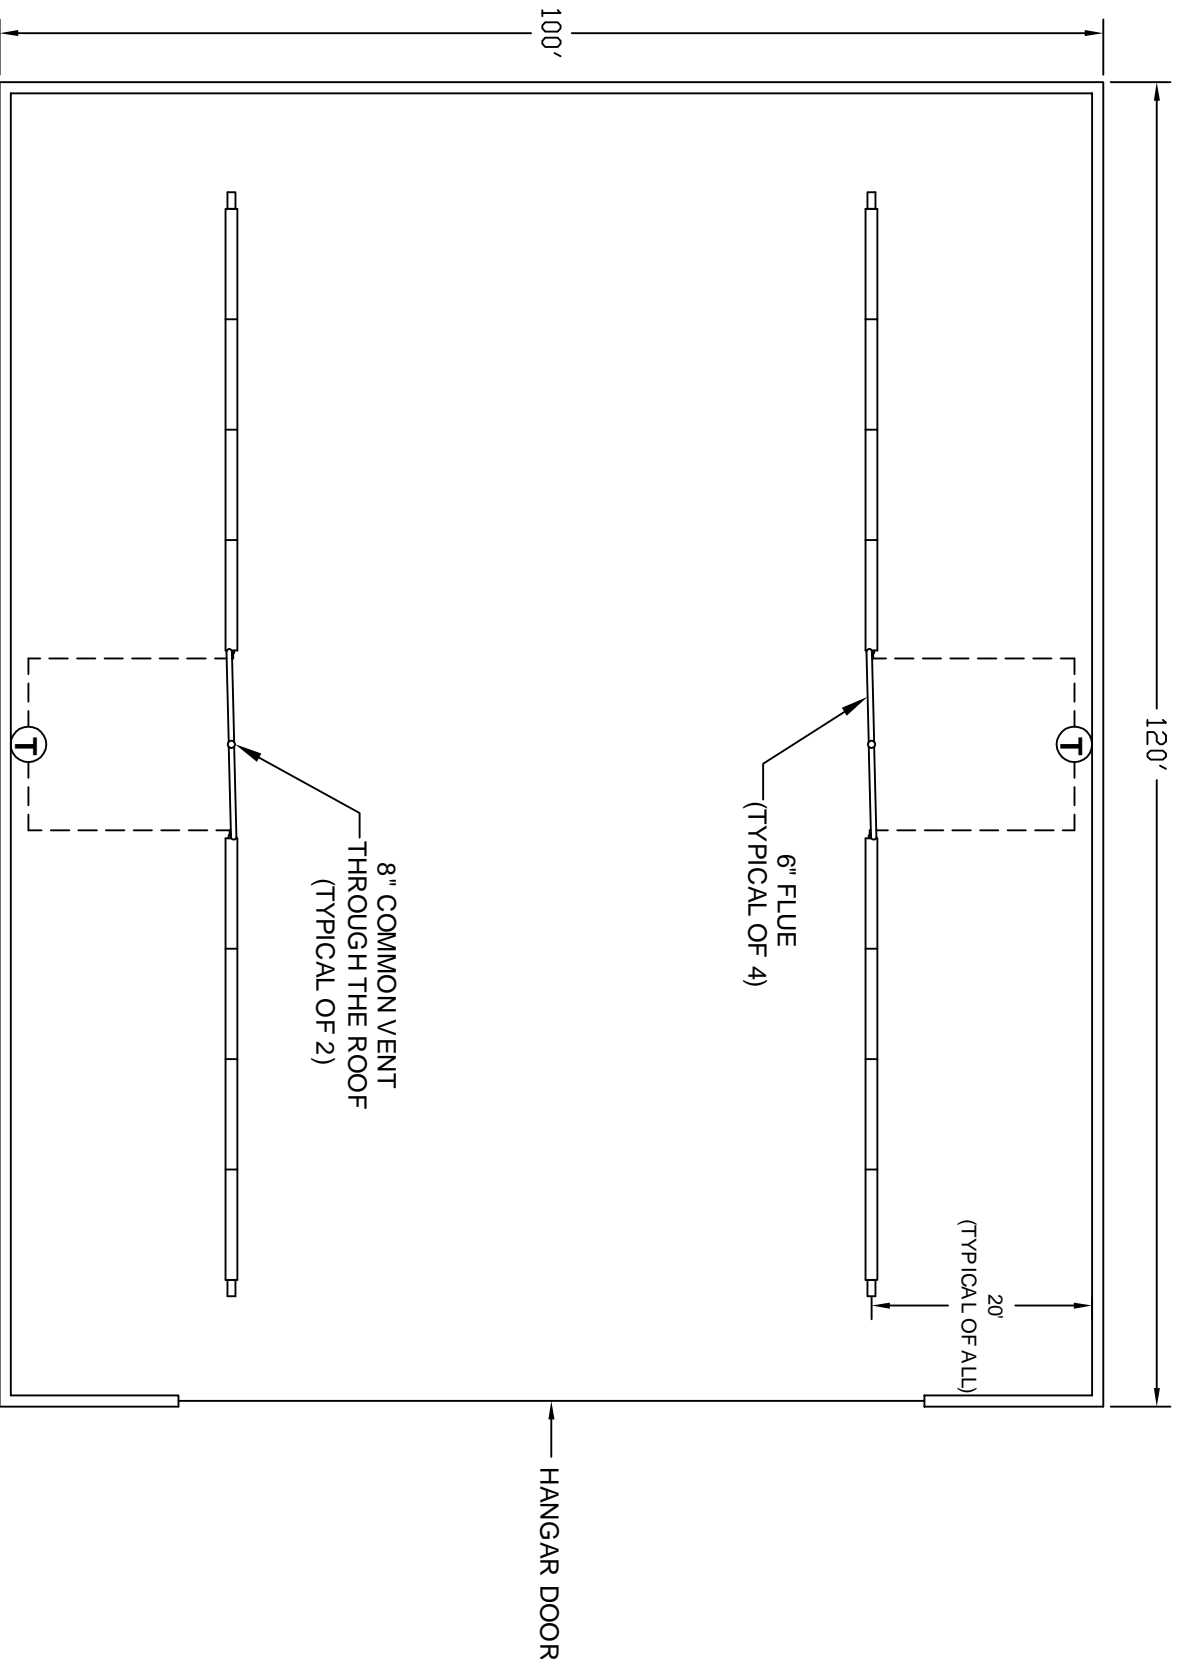 120'
100'
T
T
20'
(TYPICAL OF ALL)
6" FLUE
(TYPICAL OF 4)
8" COMMON VENT
THROUGH THE ROOF
(TYPICAL OF 2)
HANGAR DOOR